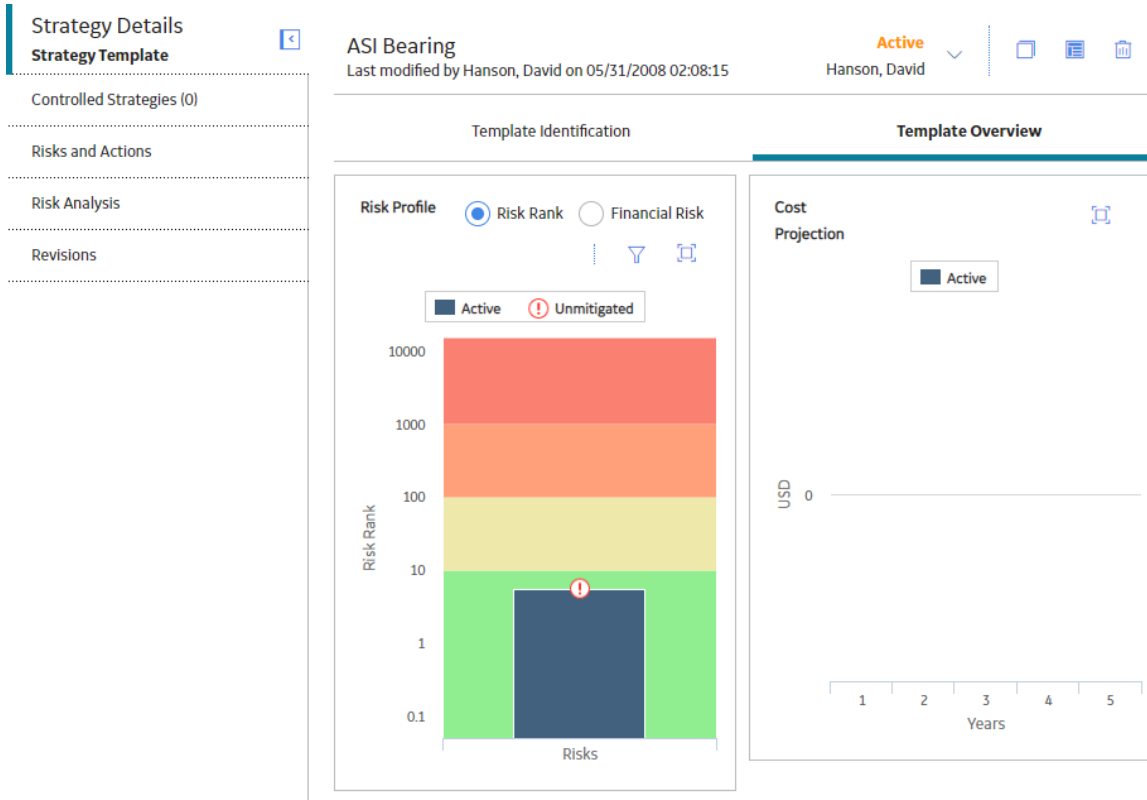 Strategy Details
Strategy Template
Controlled Strategies (0)
Risks and Actions
Risk Analysis
Revisions
ASI Bearing
Last modified by Hanson, David on 05/31/2008 02:08:15
Active
Hanson, David
Template Identification
Template Overview
Risk Profile
Risk Rank
Financial Risk
Active
Unmitigated
10000
1000
100
10
1
0.1
Risk Rank
Risks
Cost
Projection
Active
USD
0
1 2 3 4 5
Years